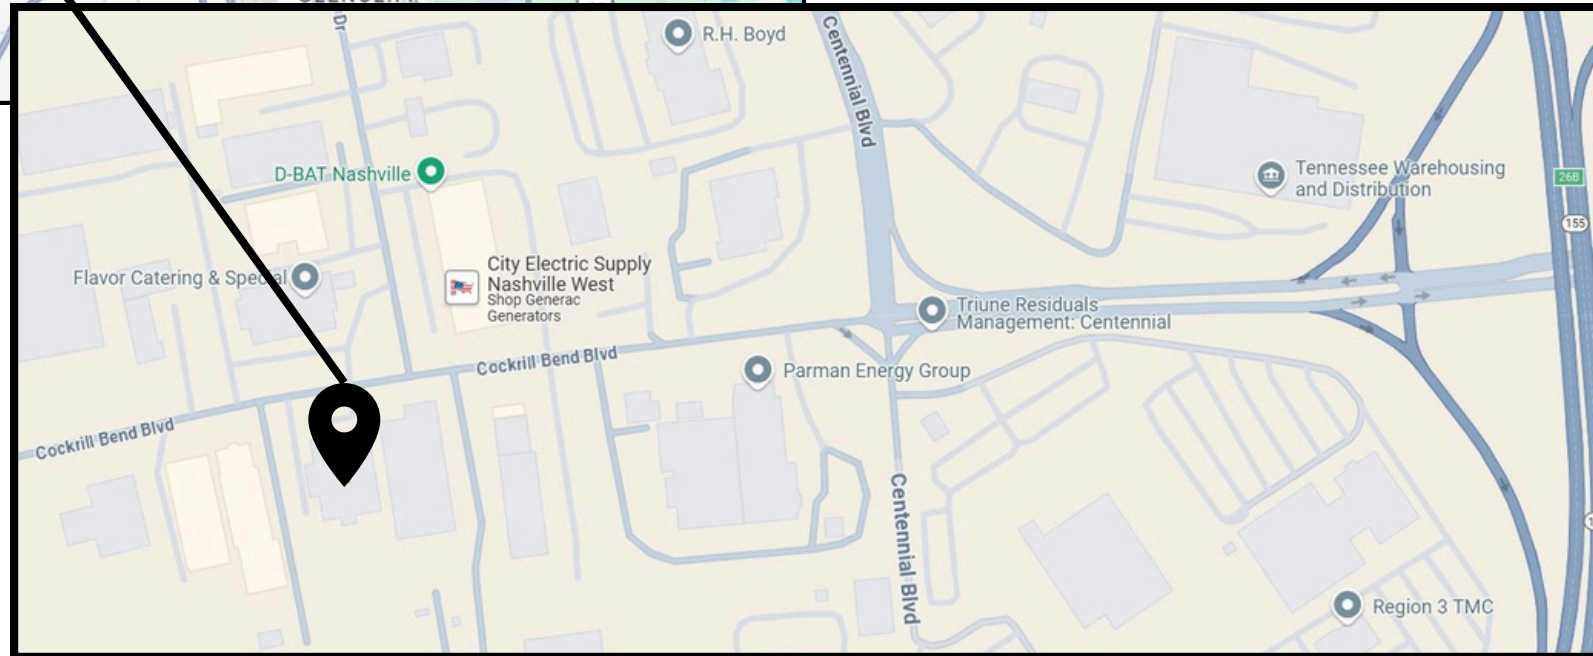 Dr
R.H. Boyd
Centennial Blvd
D-BAT Nashville
Tennessee Warehousing
and Distribution
26B
155
Flavor Catering & Special
City Electric Supply
Nashville West
Shop Generac
Generators
Triune Residuals
Management: Centennial
Cockrill Bend Blvd
Parman Energy Group
Cockrill Bend Blvd
Centennial Blvd
Region 3 TMC